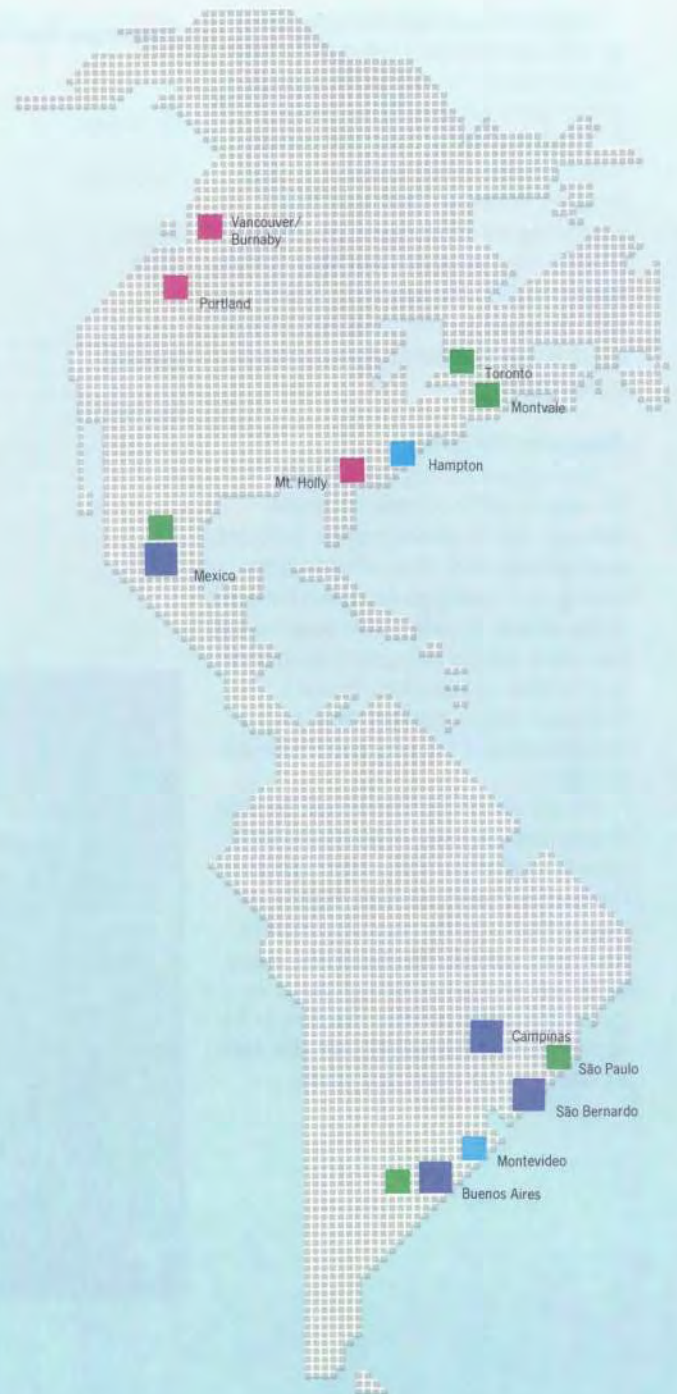 Vancouver/
Burnaby
Portland
Toronto
Montvale
Hampton
Mt. Holly
Mexico
Campinas
São Paulo
São Bernardo
Montevideo
Buenos Aires